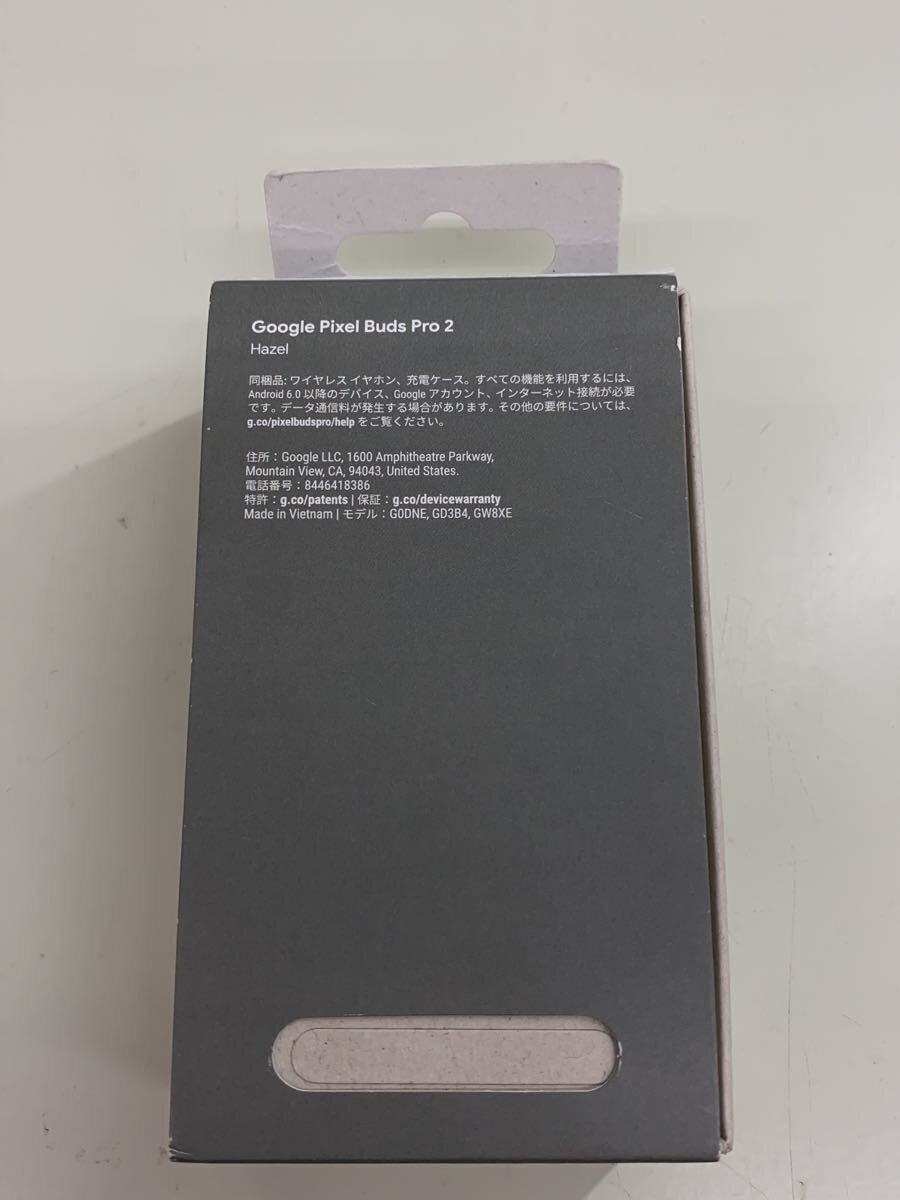 Google Pixel Buds Pro 2
Hazel
同梱品: ワイヤレス イヤホン、充電ケース。すべての機能を利用するには、
Android 6.0 以降のデバイス、Google アカウント、インターネット接続が必要
です。データ通信料が発生する場合があります。その他の要件については、
g.co/pixelbudspro/help をご覧ください。
住所：Google LLC, 1600 Amphitheatre Parkway,
Mountain View, CA, 94043, United States.
電話番号：8446418386
特許：g.co/patents | 保証：g.co/devicewarranty
Made in Vietnam | モデル：G0DNE, GD3B4, GW8XE